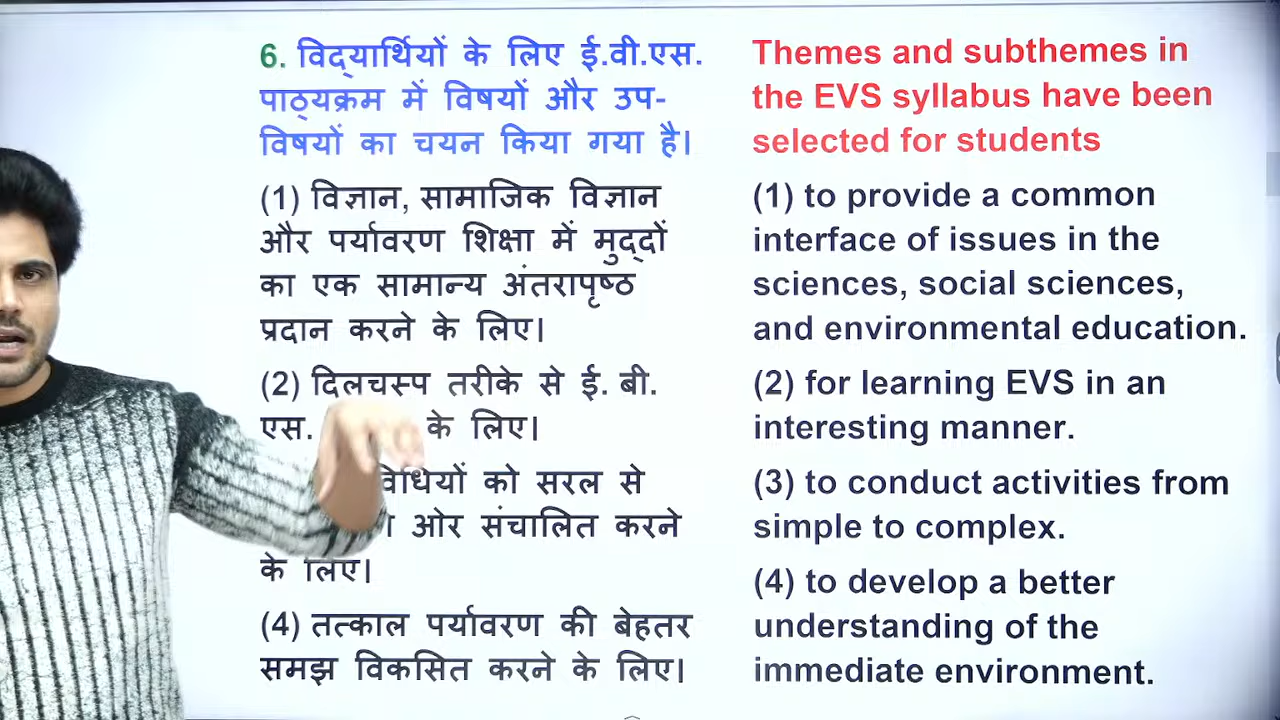 6. विद्यार्थियों के लिए ई.वी.एस.
पाठ्यक्रम में विषयों और उप-
विषयों का चयन किया गया है।
(1) विज्ञान, सामाजिक विज्ञान
और पर्यावरण शिक्षा में मुद्दों
का एक सामान्य अंतरापृष्ठ
प्रदान करने के लिए।
(2) दिलचस्प तरीके से ई. बी.
एस. के लिए।
को सरल से
ओर संचालित करने
के लिए।
(4) तत्काल पर्यावरण की बेहतर
समझ विकसित करने के लिए।
Themes and subthemes in
the EVS syllabus have been
selected for students
(1) to provide a common
interface of issues in the
sciences, social sciences,
and environmental education.
(2) for learning EVS in an
interesting manner.
(3) to conduct activities from
simple to complex.
(4) to develop a better
understanding of the
immediate environment.